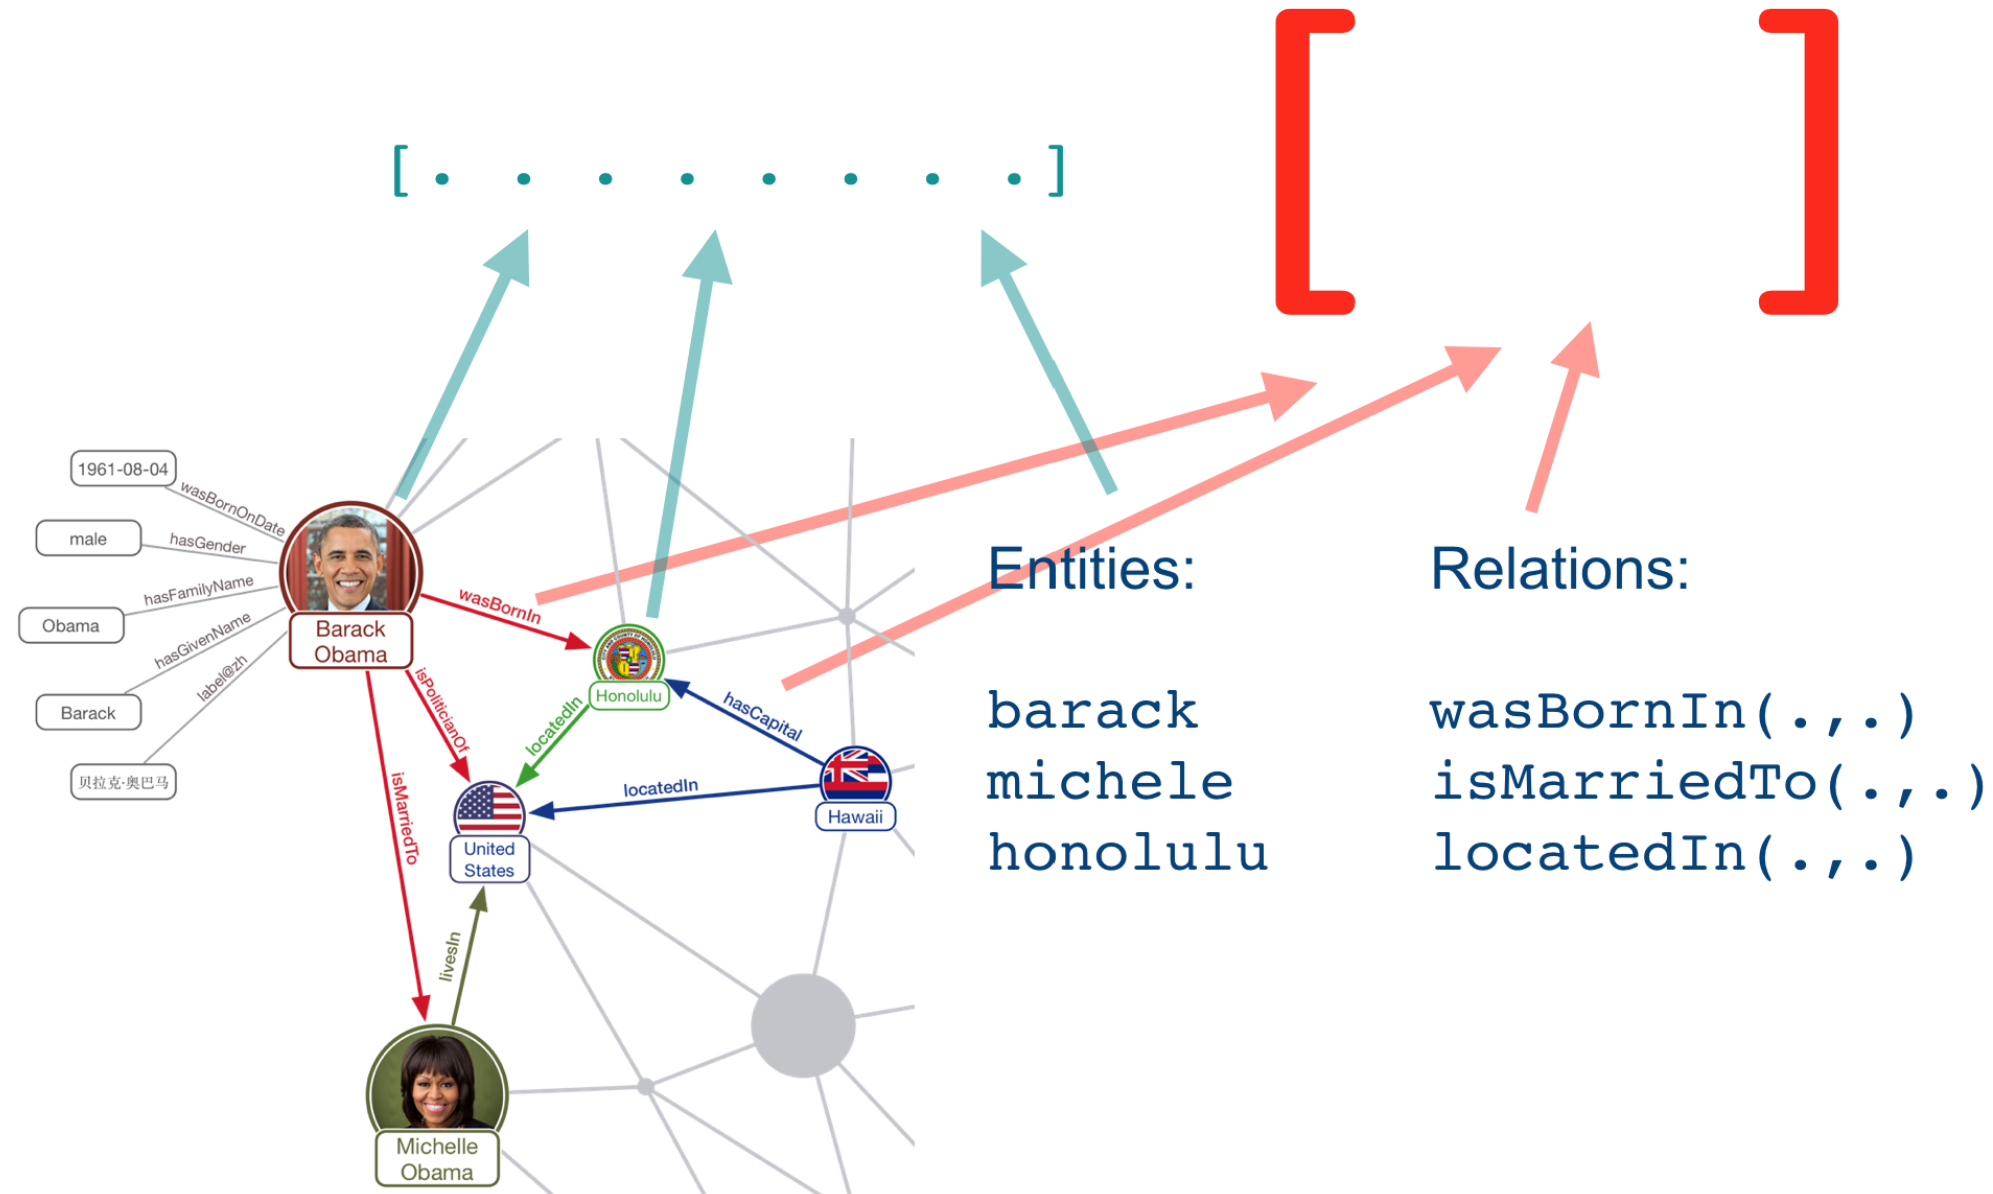 [. . . . . . . .]
[ ]
1961-08-04
wasBornOnDate
male
hasGender
Obama
hasFamilyName
Barack
hasGivenName
贝拉克·奥巴马
label@zh
Barack
Obama
wasBornIn
Honolulu
isPoliticianOf
locatedIn
hasCapital
isMarriedTo
locatedIn
Hawaii
United
States
livesIn
Michelle
Obama
Entities:
barack
michele
honolulu
Relations:
wasBornIn(.,.)
isMarriedTo(.,.)
locatedIn(.,.)